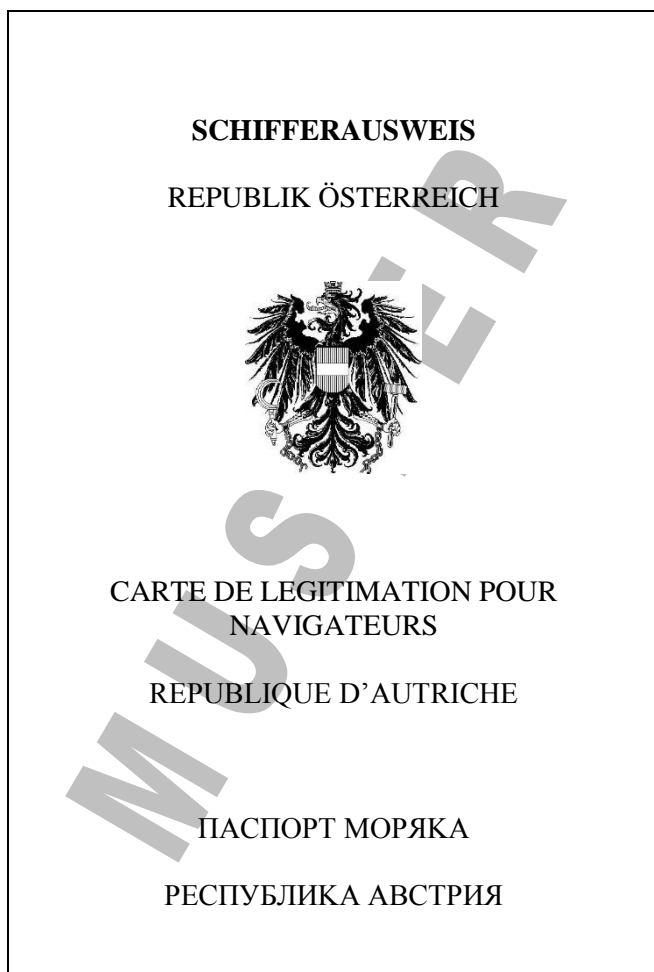 SCHIFFERAUSWEIS
REPUBLIK ÖSTERREICH
CARTE DE LEGITIMATION POUR
NAVIGATEURS
REPUBLIQUE D’AUTRICHE
ПАСПОРТ МОРЯКА
РЕСПУБЛИКА АВСТРИЯ
MUSTER